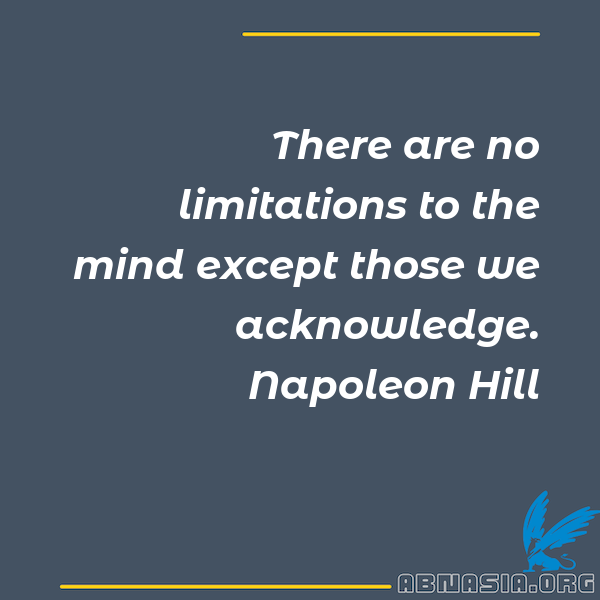 There are no
limitations to the
mind except those we
acknowledge.
Napoleon Hill
ABNASIA.ORG